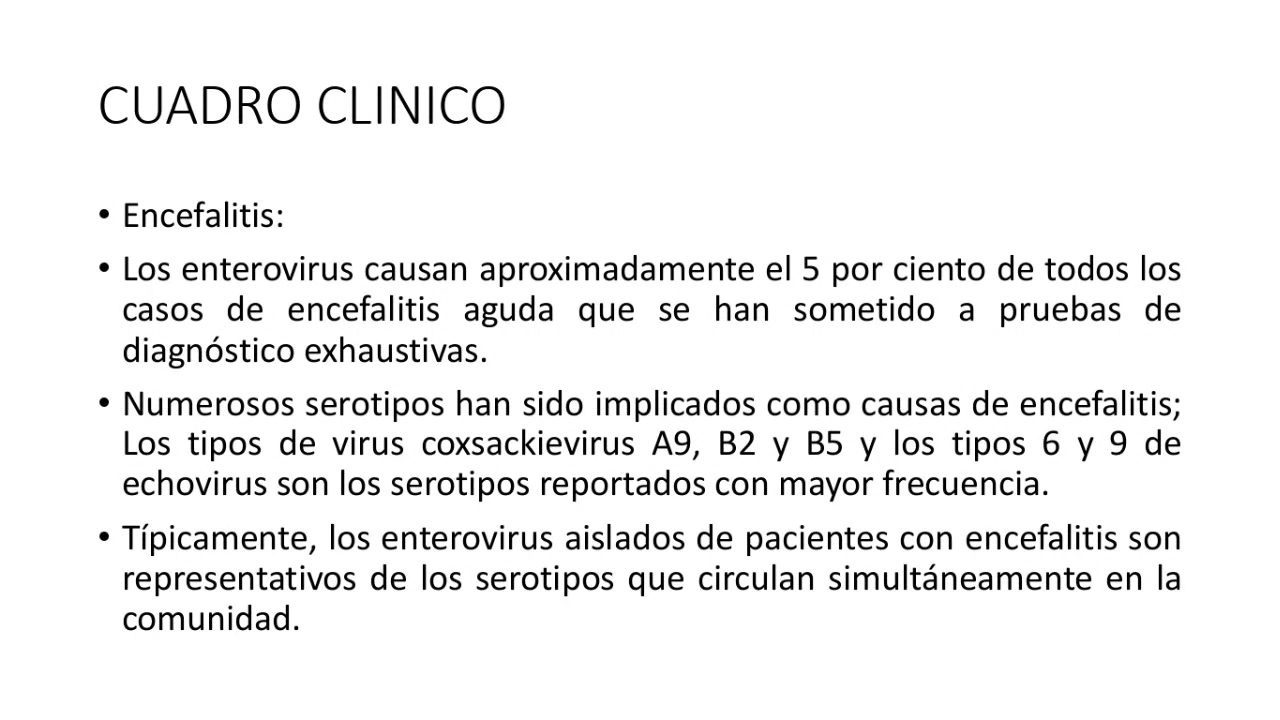 CUADRO CLINICO
• Encefalitis:
• Los enterovirus causan aproximadamente el 5 por ciento de todos los
casos de encefalitis aguda que se han sometido a pruebas de
diagnóstico exhaustivas.
• Numerosos serotipos han sido implicados como causas de encefalitis;
Los tipos de virus coxsackievirus A9, B2 y B5 y los tipos 6 y 9 de
echovirus son los serotipos reportados con mayor frecuencia.
• Típicamente, los enterovirus aislados de pacientes con encefalitis son
representativos de los serotipos que circulan simultáneamente en la
comunidad.